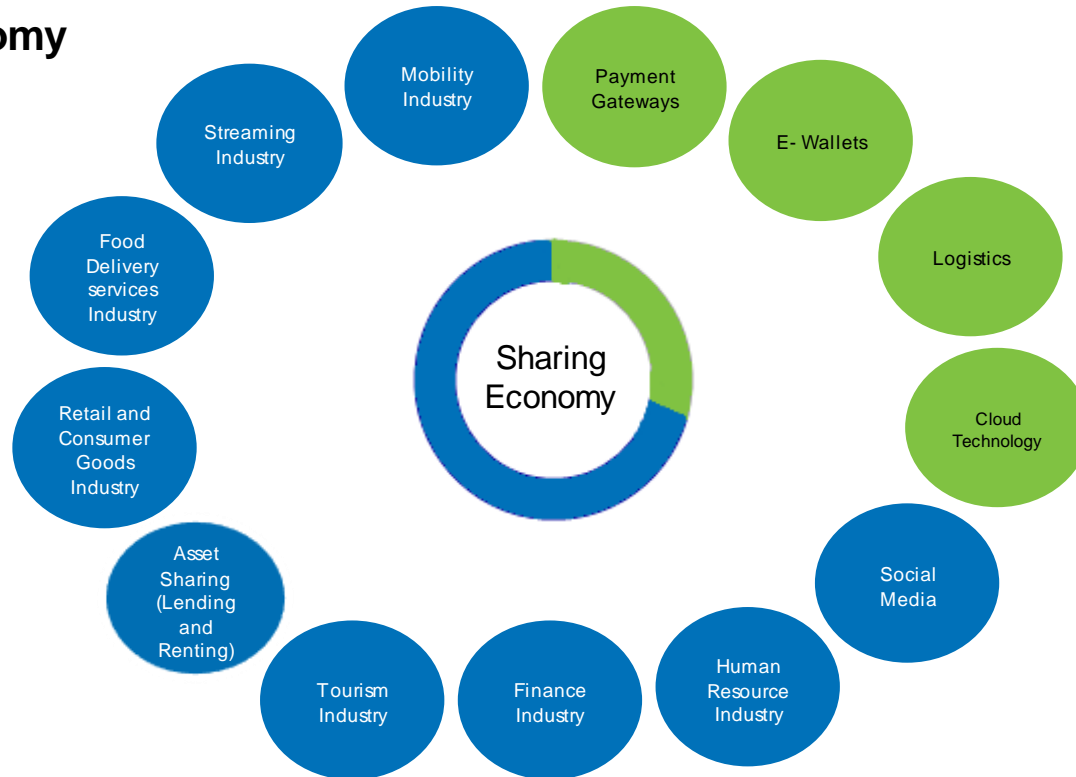 omy
Mobility
Industry
Payment
Gateways
Streaming
Industry
E- Wallets
Food
Delivery
services
Industry
Logistics
Sharing
Economy
Retail and
Consumer
Goods
Industry
Cloud
Technology
Asset
Sharing
(Lending
and
Renting)
Social
Media
Tourism
Industry
Finance
Industry
Human
Resource
Industry